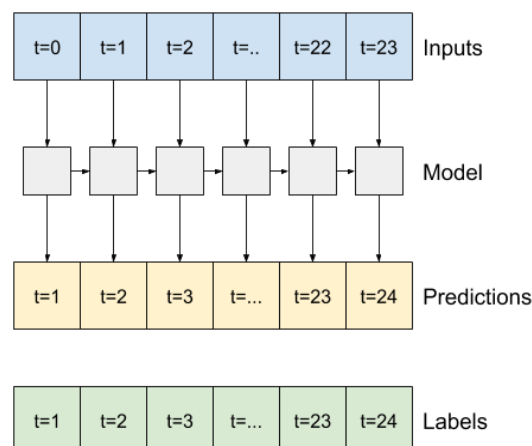 t=0 t=1 t=2 t=.. t=22 t=23 Inputs
Model
t=1 t=2 t=3 t=... t=23 t=24 Predictions
t=1 t=2 t=3 t=... t=23 t=24 Labels